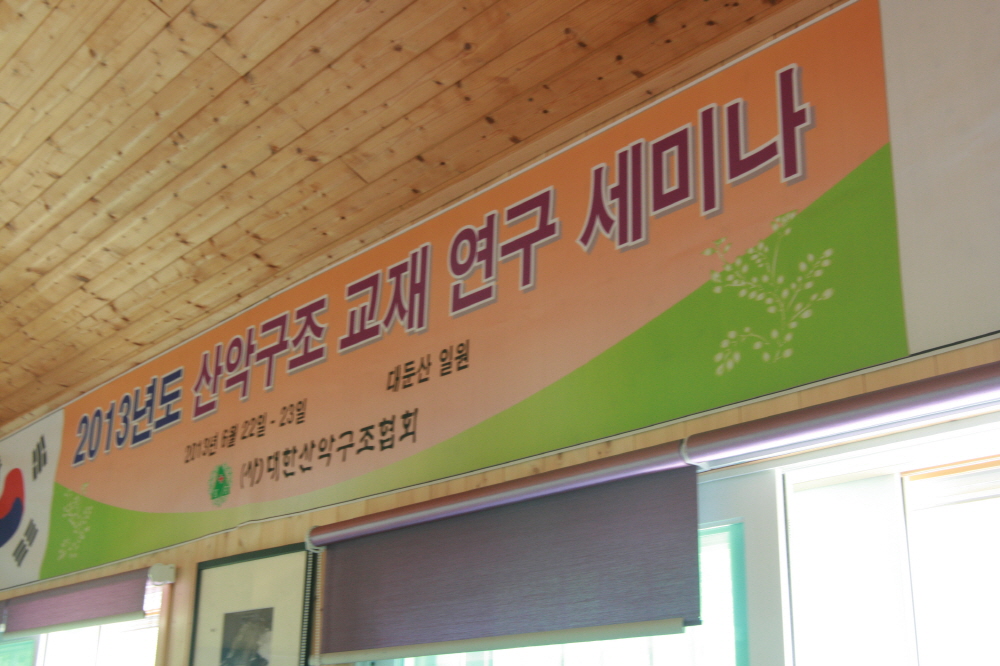 2013년도 산악구조 교재 연구 세미나
2013년 6월 22일 - 23일 대둔산 일원
(사)대한산악구조협회